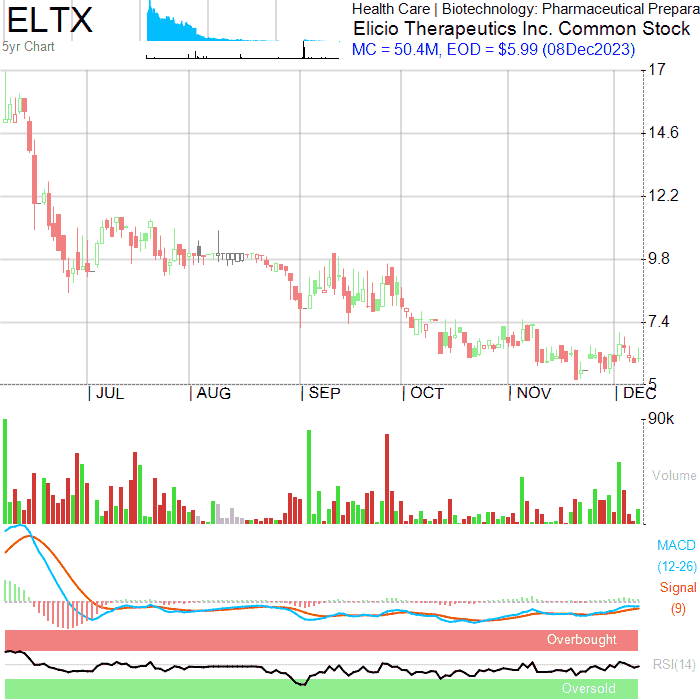 ELTX
5yr Chart
Health Care | Biotechnology: Pharmaceutical Prepara
Elicio Therapeutics Inc. Common Stock
MC = 50.4M, EOD = $5.99 (08Dec2023)
17
14.6
12.2
9.8
7.4
5
JUL
AUG
SEP
OCT
NOV
DEC
90k
Volume
MACD
(12-26)
Signal
(9)
Overbought
RSI(14)
Oversold